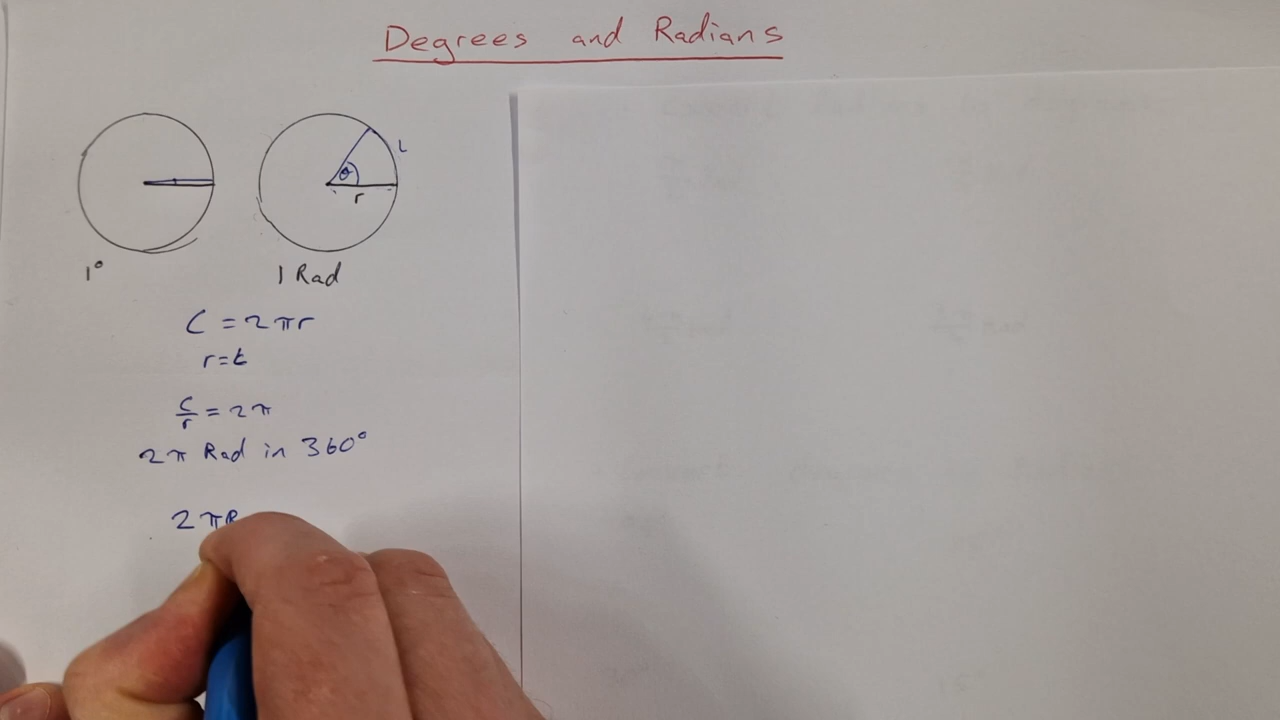 Degrees and Radians
L
θ
r
1° 1 Rad
C = 2πr
r=L
C/r = 2π
2π Rad in 360°
2πR